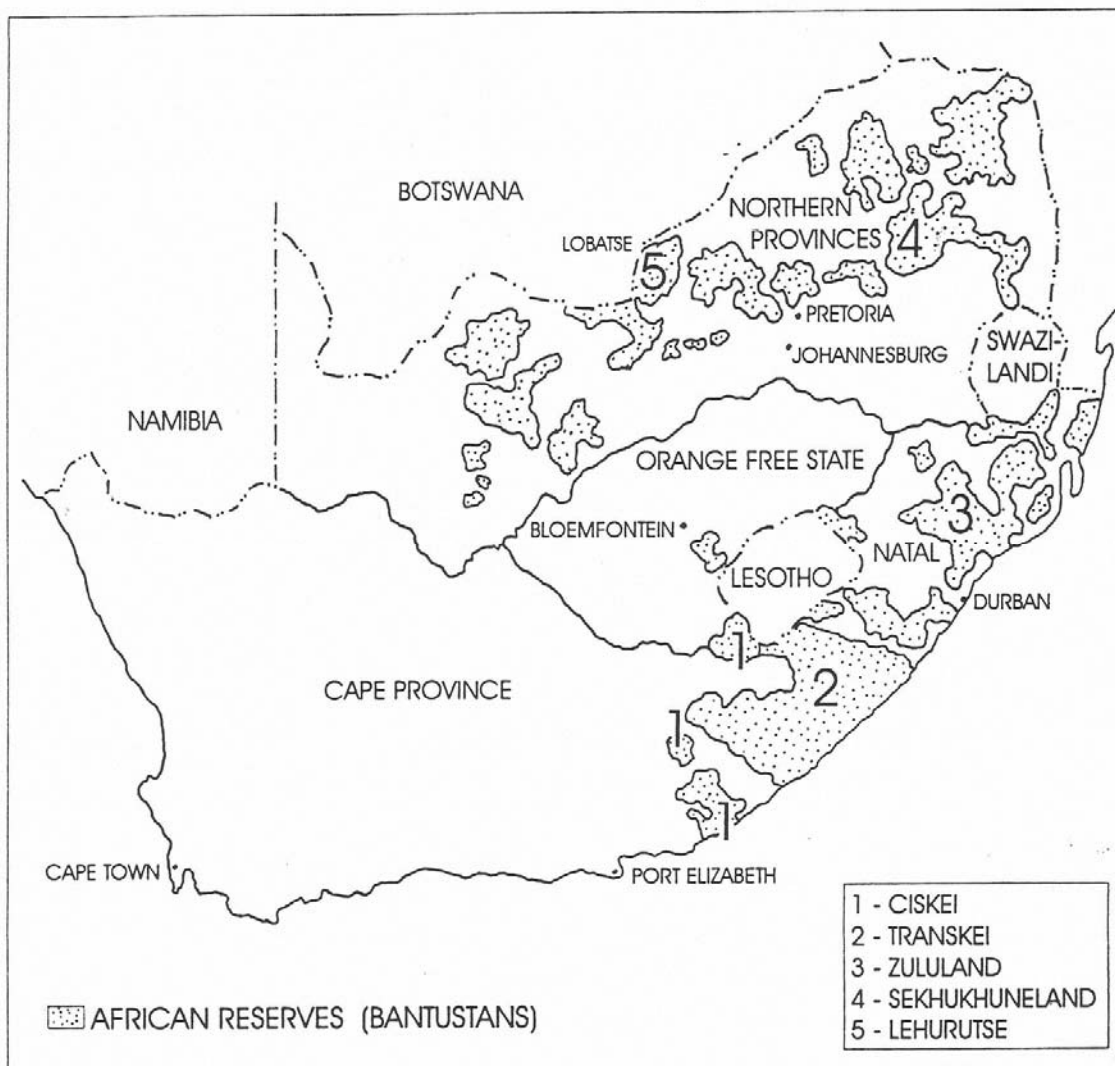 BOTSWANA
LOBATSE
5
NORTHERN
PROVINCES
4
PRETORIA
JOHANNESBURG
SWAZI-
LANDI
NAMIBIA
ORANGE FREE STATE
BLOEMFONTEIN
3
NATAL
LESOTHO
DURBAN
1
2
CAPE PROVINCE
1
1
CAPE TOWN
PORT ELIZABETH
1 - CISKEI
2 - TRANSKEI
3 - ZULULAND
4 - SEKHUKHUNELAND
5 - LEHURUTSE
AFRICAN RESERVES (BANTUSTANS)